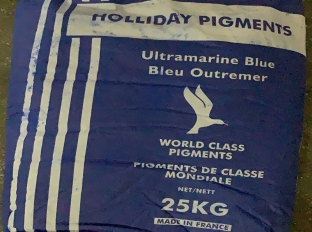 HOLLIDAY PIGMENTS
Ultramarine Blue
Bleu Outremer
WORLD CLASS
PIGMENTS
PIGMENTS DE CLASSE
MONDIALE
NET/NETT
25KG
MADE IN FRANCE